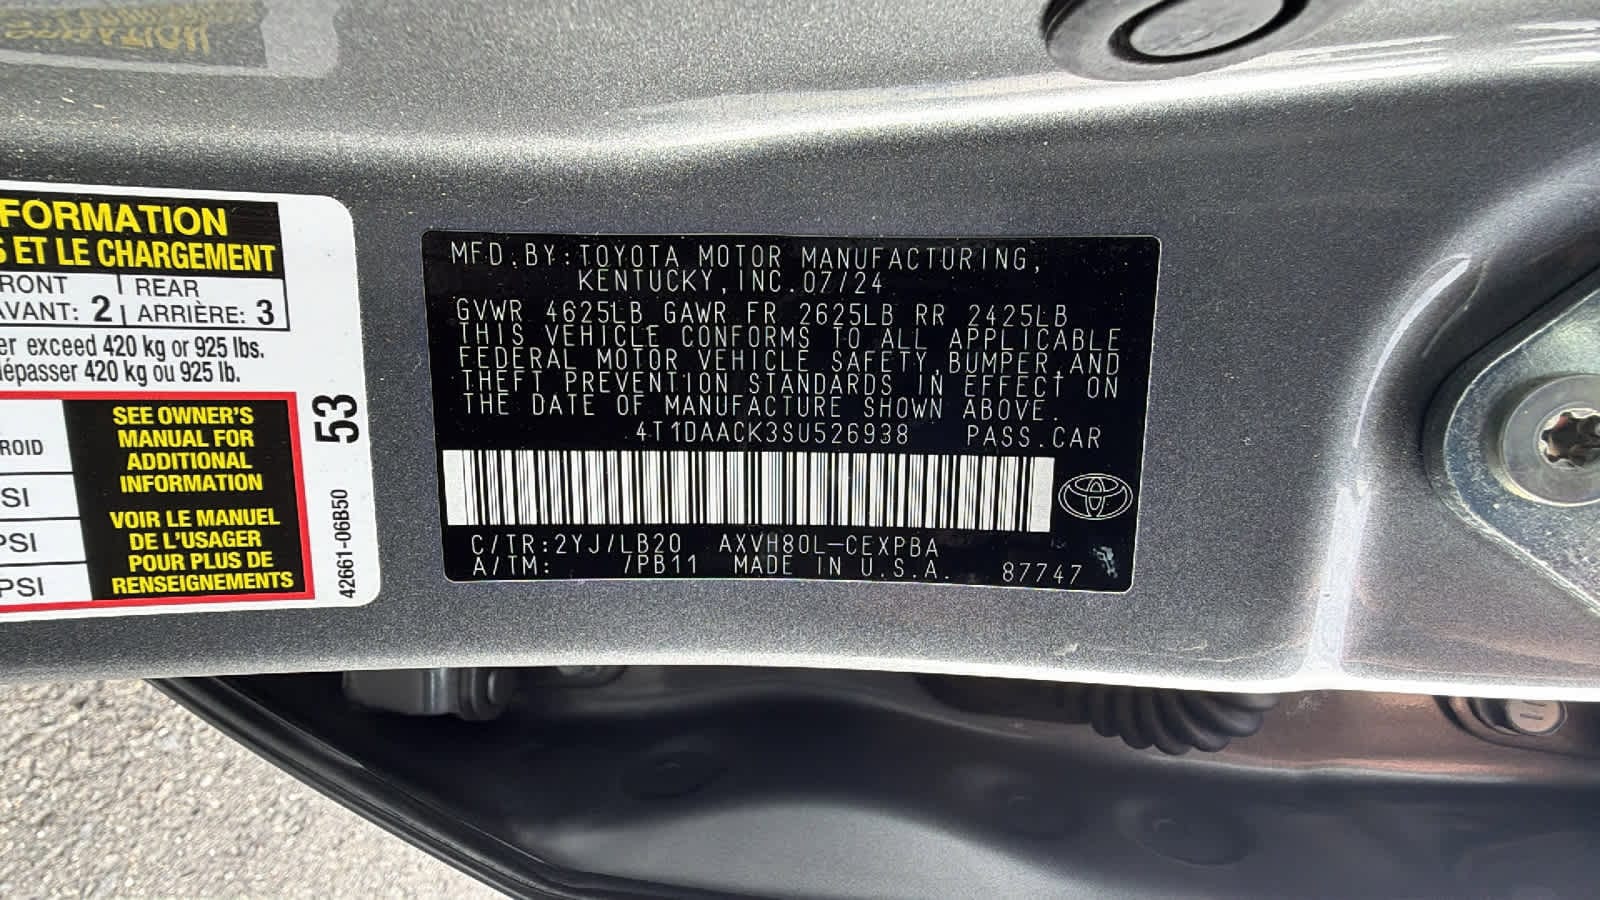 FORMATION
S ET LE CHARGEMENT
RONT
AVANT: 2
REAR
ARRIÈRE: 3
er exceed 420 kg or 925 lbs.
dépasser 420 kg ou 925 lb.
ROID
SI
PSI
PSI
SEE OWNER'S
MANUAL FOR
ADDITIONAL
INFORMATION
VOIR LE MANUEL
DE L'USAGER
POUR PLUS DE
RENSEIGNEMENTS
53
42661-06B50
MFD.BY:TOYOTA MOTOR MANUFACTURING,
KENTUCKY, INC.07/24
GVWR 4625LB GAWR FR 2625LB RR 2425LB
THIS VEHICLE CONFORMS TO ALL APPLICABLE
FEDERAL MOTOR VEHICLE SAFETY,BUMPER,AND
THEFT PREVENTION STANDARDS IN EFFECT ON
THE DATE OF MANUFACTURE SHOWN ABOVE.
4T1DAACK3SU526938 PASS.CAR
C/TR:2YJ/LB20 AXVH80L-CEXPBA
A/TM: /PB11 MADE IN U.S.A. 87747